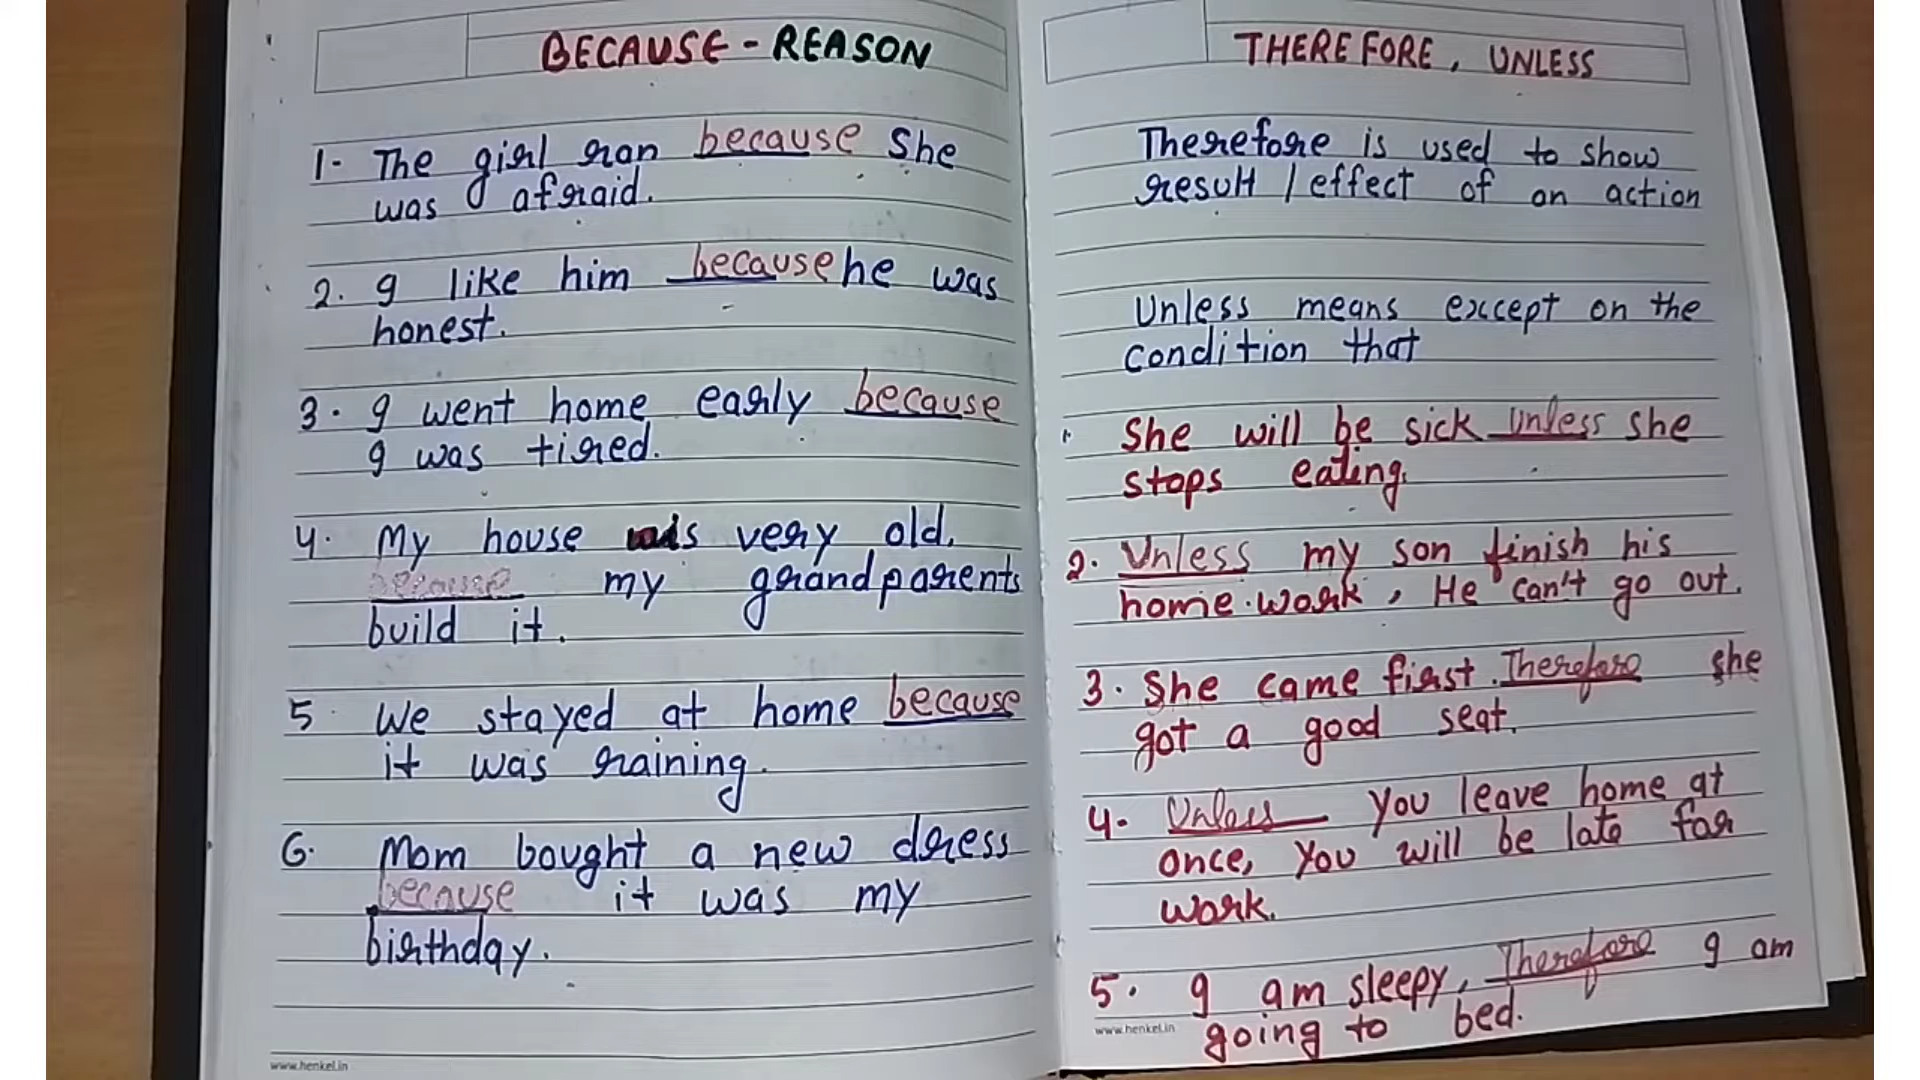 BECAUSE - REASON
1- The girl ran because She
was afraid.
2. I like him because he was
honest.
3. I went home early because
I was tired.
4. My house is very old.
because my grandparents
build it.
5 We stayed at home because
it was raining.
6. Mom bought a new dress
because it was my
birthday.
www.henkel.in
THEREFORE, UNLESS
Therefore is used to show
result / effect of an action
Unless means except on the
condition that
1. She will be sick unless she
stops eating.
2. Unless my son finish his
home work, He can't go out.
3. She came first. Therefore she
got a good seat.
4. Unless You leave home at
once, You will be late for
work.
5. I am sleepy, Therefore I am
going to bed.
www.henkel.in